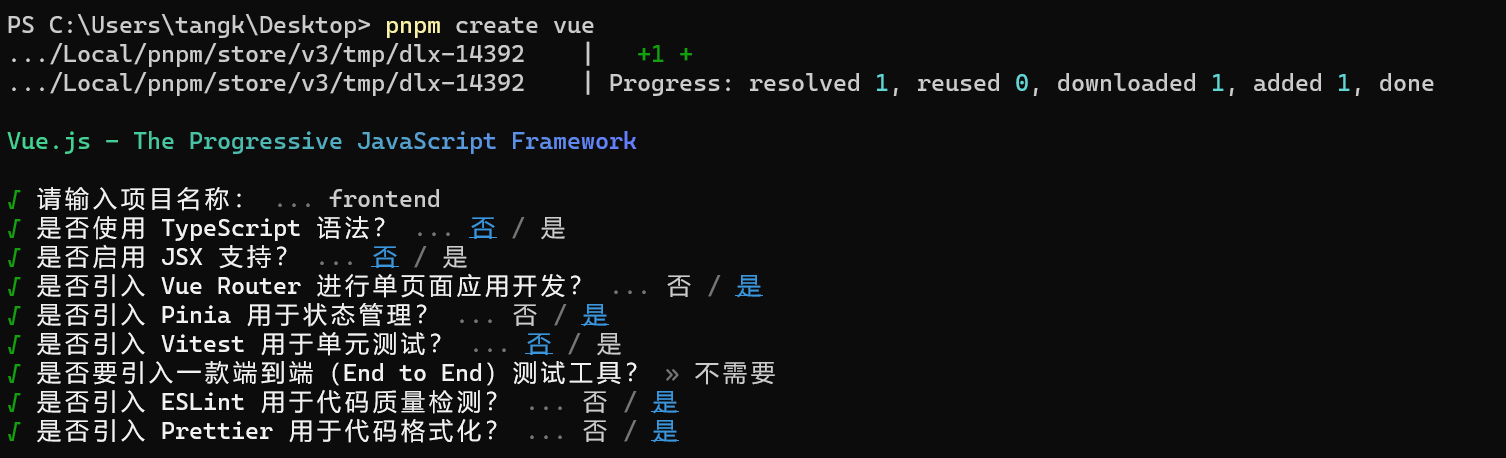 PS C:\Users\tangk\Desktop> pnpm create vue
.../Local/pnpm/store/v3/tmp/dlx-14392    |   +1 +
.../Local/pnpm/store/v3/tmp/dlx-14392    | Progress: resolved 1, reused 0, downloaded 1, added 1, done
Vue.js - The Progressive JavaScript Framework
√ 请输入项目名称： ... frontend
√ 是否使用 TypeScript 语法？ ... 否 / 是
√ 是否启用 JSX 支持？ ... 否 / 是
√ 是否引入 Vue Router 进行单页面应用开发？ ... 否 / 是
√ 是否引入 Pinia 用于状态管理？ ... 否 / 是
√ 是否引入 Vitest 用于单元测试？ ... 否 / 是
√ 是否要引入一款端到端（End to End）测试工具？ » 不需要
√ 是否引入 ESLint 用于代码质量检测？ ... 否 / 是
√ 是否引入 Prettier 用于代码格式化？ ... 否 / 是